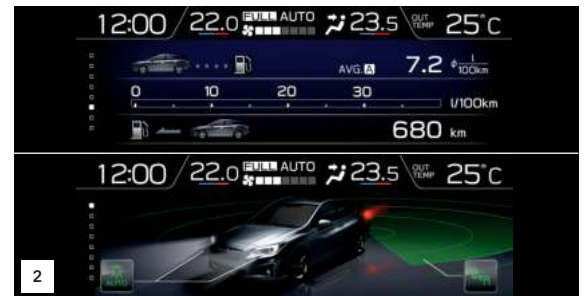 12:00 22.0 FULL AUTO 23.5 OUT TEMP 25°C
AVG. A 7.2 ϕ l/100km
0 10 20 30
l/100km
680 km
12:00 22.0 FULL AUTO 23.5 OUT TEMP 25°C
AUTO
2